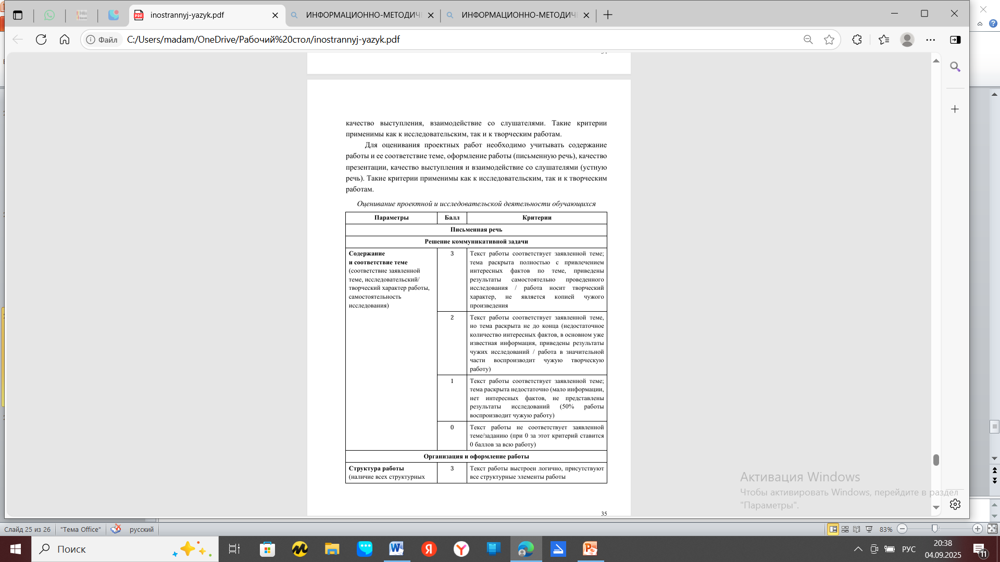 inostrannyj-yazyk.pdf
ИНФОРМАЦИОННО-МЕТОДИЧ
ИНФОРМАЦИОННО-МЕТОДИЧ
Файл
C:/Users/madam/OneDrive/Рабочий%20стол/inostrannyj-yazyk.pdf
качество выступления, взаимодействие со слушателями. Такие критерии
применимы как к исследовательским, так и к творческим работам.
Для оценивания проектных работ необходимо учитывать содержание
работы и ее соответствие теме, оформление работы (письменную речь), качество
презентации, качество выступления и взаимодействие со слушателями (устную
речь). Такие критерии применимы как к исследовательским, так и к творческим
работам.
Оценивание проектной и исследовательской деятельности обучающихся
Параметры Балл Критерии
Письменная речь
Решение коммуникативной задачи
Содержание
и соответствие теме
(соответствие заявленной
теме, исследовательский/
творческий характер работы,
самостоятельность
исследования)
3
Текст работы соответствует заявленной теме;
тема раскрыта полностью с привлечением
интересных фактов по теме, приведены
результаты самостоятельно проведенного
исследования / работа носит творческий
характер, не является копией чужого
произведения
2
Текст работы соответствует заявленной теме,
но тема раскрыта не до конца (недостаточное
количество интересных фактов, в основном уже
известная информация, приведены результаты
чужих исследований / работа в значительной
части воспроизводит чужую творческую
работу)
1
Текст работы соответствует заявленной теме;
тема раскрыта недостаточно (мало информации,
нет интересных фактов, не представлены
результаты исследований (50% работы
воспроизводит чужую работу)
0
Текст работы не соответствует заявленной
теме/заданию (при 0 за этот критерий ставится
0 баллов за всю работу)
Организация и оформление работы
Структура работы
(наличие всех структурных
3
Текст работы выстроен логично, присутствуют
все структурные элементы работы
35
Активация Windows
Чтобы активировать Windows, перейдите в раздел
"Параметры".
Слайд 25 из 26
"Тема Office"
русский
83%
Поиск
РУС
20:38
04.09.2025
11